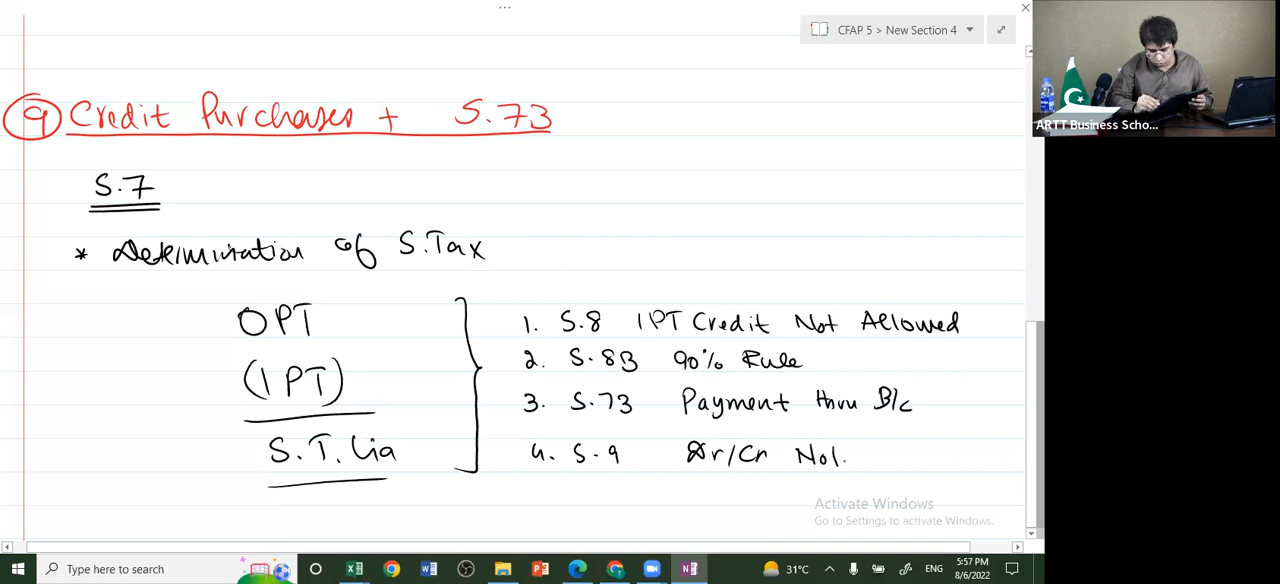 CFAP 5 > New Section 4
ARTT Business Scho...
9 Credit Purchases + S.73
S.7
* Determination of S.Tax
OPT
(IPT)
S.T. Lia
1. S.8 IPT Credit Not Allowed
2. S.8B 90% Rule
3. S.73 Payment thru B/c
4. S.9 Dr/Cr Not.
Activate Windows
Go to Settings to activate Windows.
Type here to search
31°C
ENG
5:57 PM
8/6/2022